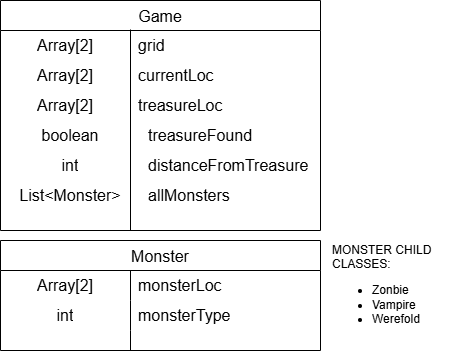 Game
Array[2] grid
Array[2] currentLoc
Array[2] treasureLoc
boolean treasureFound
int distanceFromTreasure
List<Monster> allMonsters
Monster
Array[2] monsterLoc
int monsterType
MONSTER CHILD
CLASSES:
• Zonbie
• Vampire
• Werefold